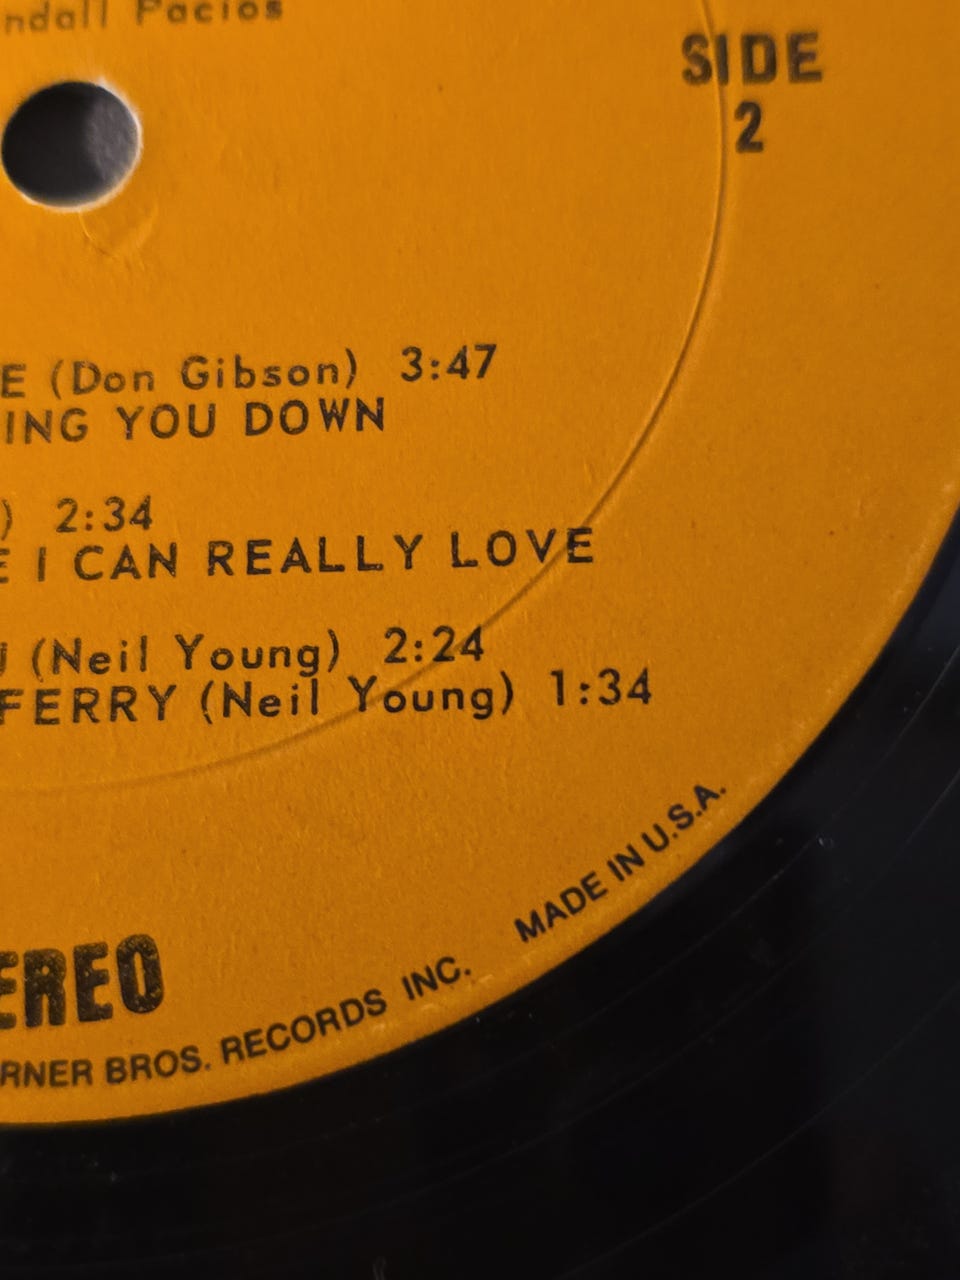 ndall Pacios
SIDE
2
E (Don Gibson) 3:47
ING YOU DOWN
) 2:34
E I CAN REALLY LOVE
(Neil Young) 2:24
FERRY (Neil Young) 1:34
MADE IN U.S.A.
EREO
RNER BROS. RECORDS INC.